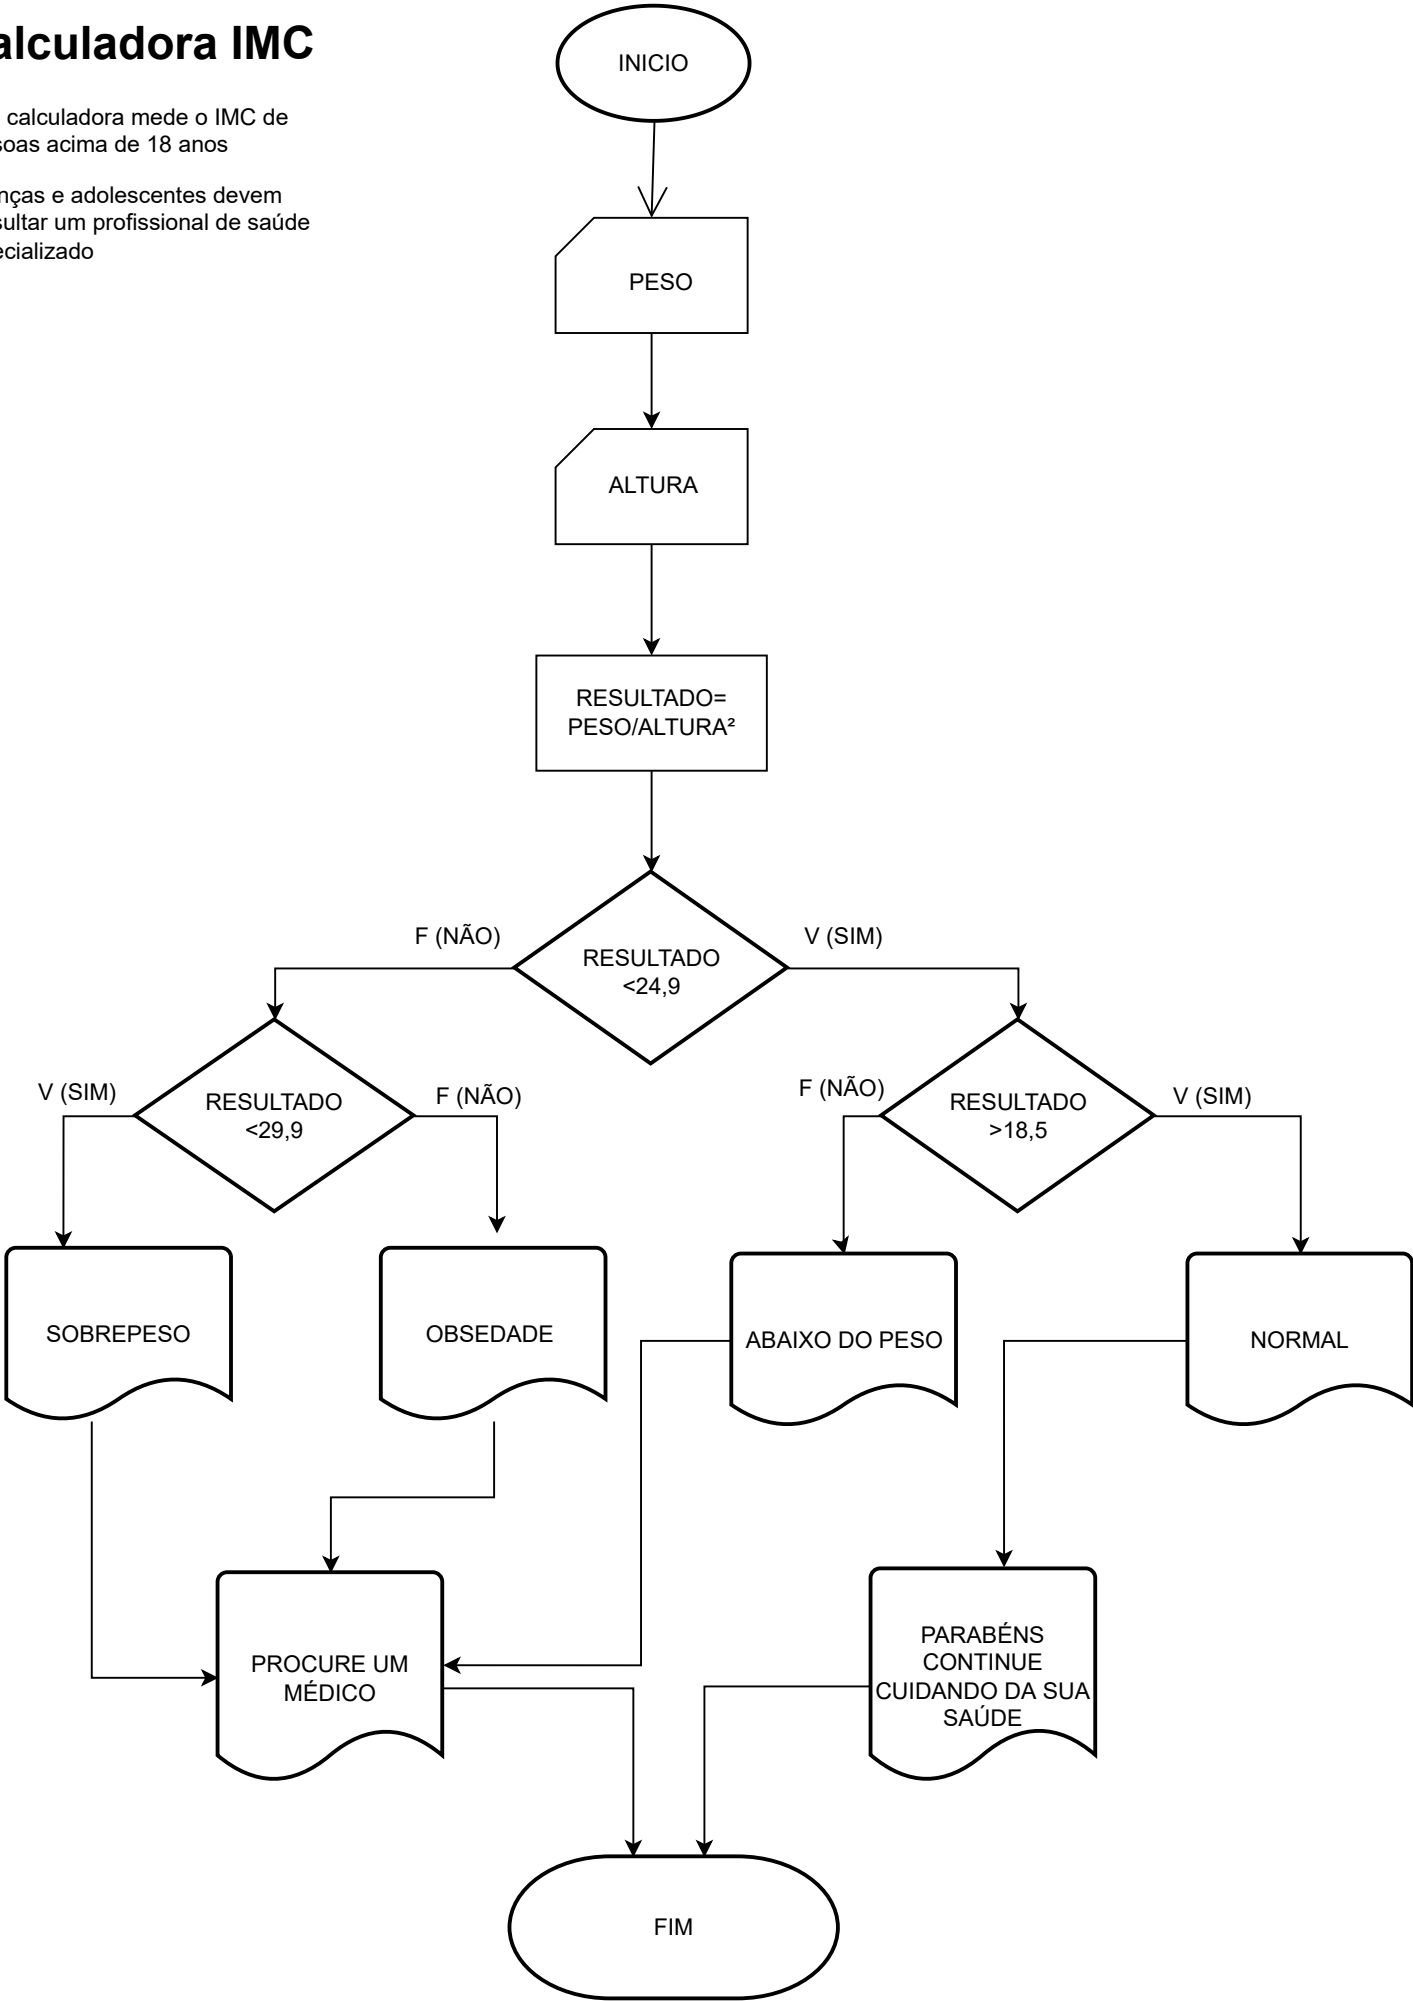 alculadora IMC
calculadora mede o IMC de
soas acima de 18 anos
nças e adolescentes devem
sultar um profissional de saúde
ecializado
INICIO
PESO
ALTURA
RESULTADO=
PESO/ALTURA²
F (NÃO)
V (SIM)
RESULTADO
<24,9
V (SIM)
F (NÃO)
RESULTADO
<29,9
F (NÃO)
V (SIM)
RESULTADO
>18,5
SOBREPESO
OBSEDADE
ABAIXO DO PESO
NORMAL
PROCURE UM
MÉDICO
PARABÉNS
CONTINUE
CUIDANDO DA SUA
SAÚDE
FIM